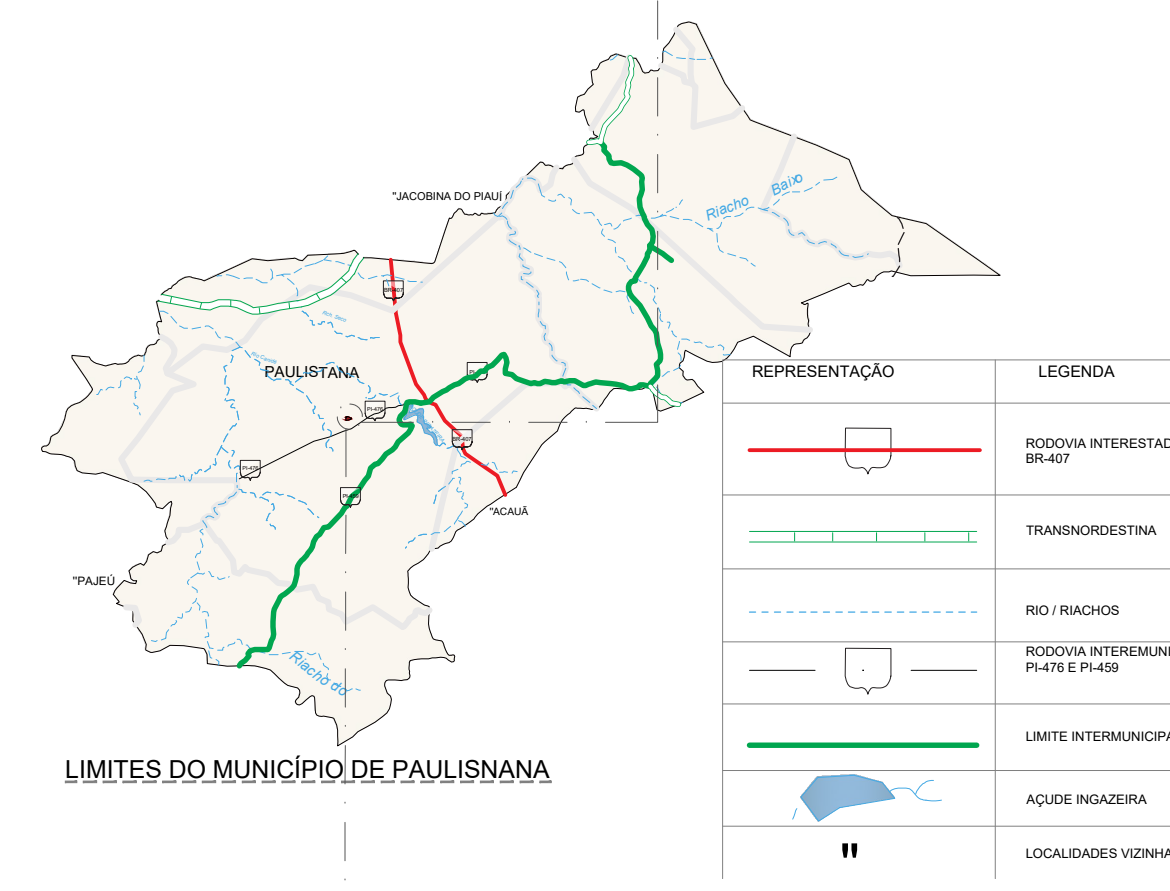 "JACOBINA DO PIAUÍ
Riacho Baixo
BR-407
PAULISTANA
PI-476
BR-407
PI-476
"ACAUÃ
"PAJEÚ
Riacho do
LIMITES DO MUNICÍPIO DE PAULISNANA
REPRESENTAÇÃO LEGENDA
RODOVIA INTERESTAD
BR-407
TRANSNORDESTINA
RIO / RIACHOS
RODOVIA INTEREMUNI
PI-476 E PI-459
LIMITE INTERMUNICIPA
AÇUDE INGAZEIRA
" LOCALIDADES VIZINHA